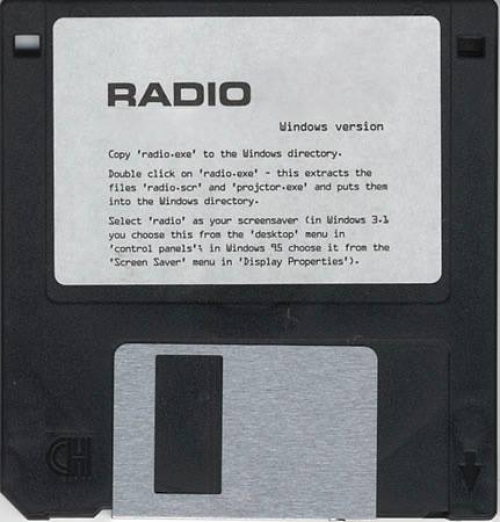 RADIO
Windows version
Copy 'radio.exe' to the Windows directory.
Double click on 'radio.exe' - this extracts the
files 'radio.scr' and 'projctor.exe' and puts them
into the Windows directory.
Select 'radio' as your screensaver (in Windows 3.1
you choose this from the 'desktop' menu in
'control panels'; in Windows 95 choose it from the
'Screen Saver' menu in 'Display Properties').